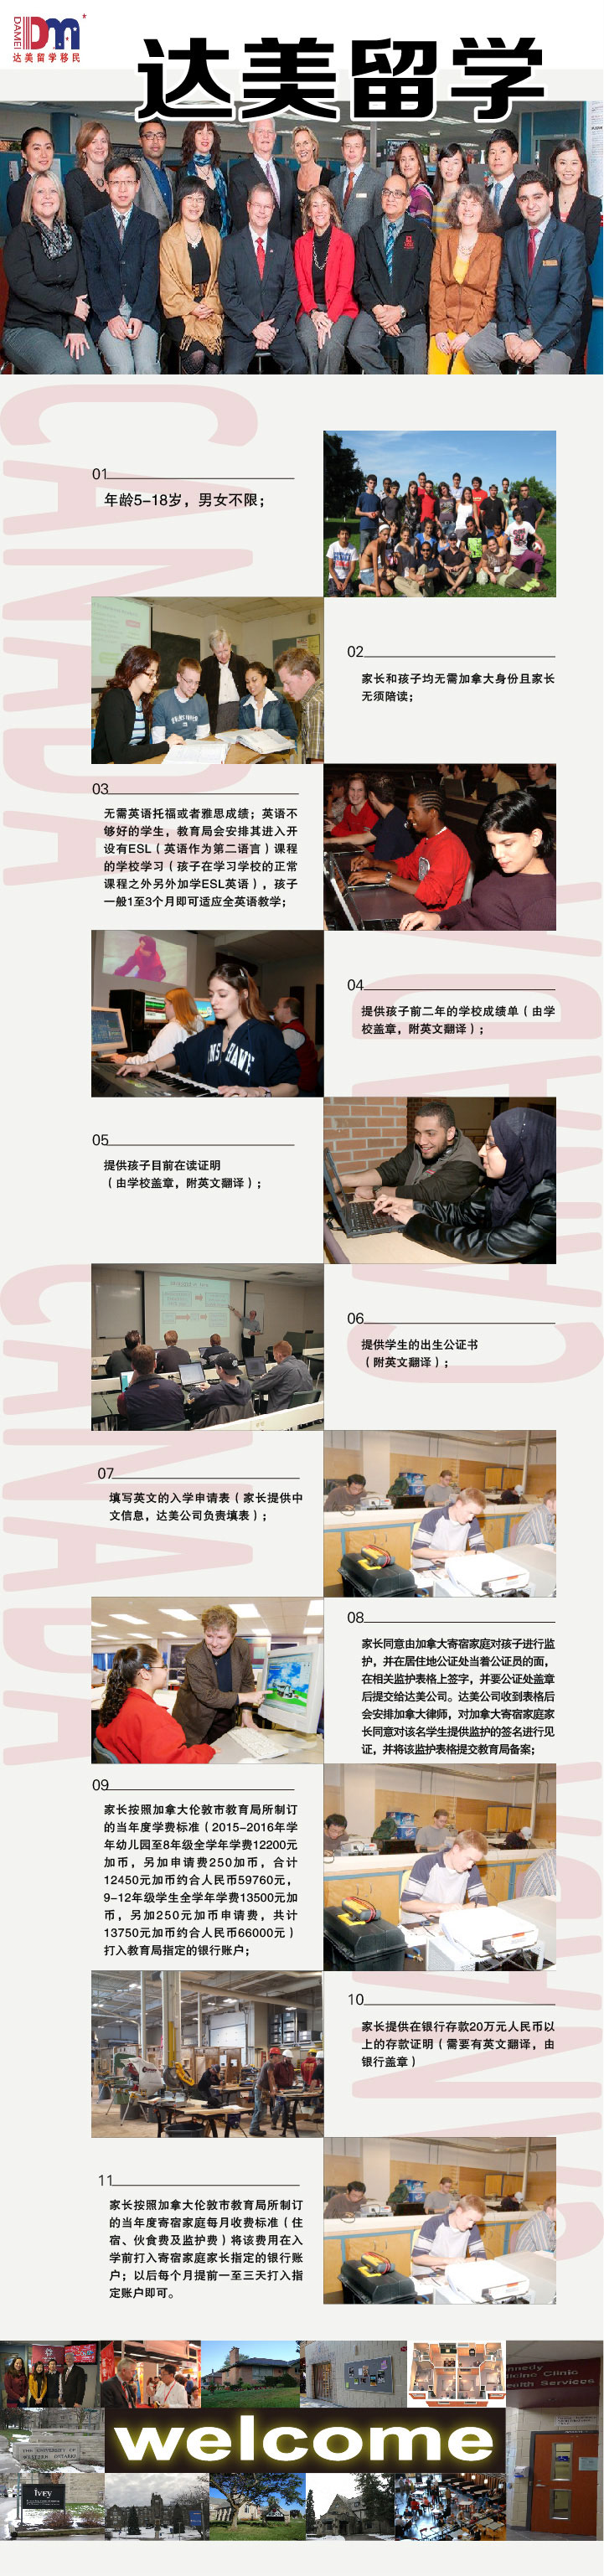 DAMEI
Dm
达美留学移民
达美留学
CANADA
01
年龄5-18岁，男女不限；
02
家长和孩子均无需加拿大身份且家长
无须陪读；
03
无需英语托福或者雅思成绩；英语不
够好的学生，教育局会安排其进入开
设有ESL（英语作为第二语言）课程
的学校学习（孩子在学习学校的正常
课程之外另外加学ESL英语），孩子
一般1至3个月即可适应全英语教学；
CANADA
04
提供孩子前二年的学校成绩单（由学
校盖章，附英文翻译）；
05
提供孩子目前在读证明
（由学校盖章，附英文翻译）；
06
提供学生的出生公证书
（附英文翻译）；
CANADA
07
填写英文的入学申请表（家长提供中
文信息，达美公司负责填表）；
08
家长同意由加拿大寄宿家庭对孩子进行监
护，并在居住地公证处当着公证员的面，
在相关监护表格上签字，并要公证处盖章
后提交给达美公司。达美公司收到表格后
会安排加拿大律师，对加拿大寄宿家庭家
长同意对该名学生提供监护的签名进行见
证，并将该监护表格提交教育局备案；
09
家长按照加拿大伦敦市教育局所制订
的当年度学费标准（2015-2016年学
年幼儿园至8年级全学年学费12200元
加币，另加申请费250加币，合计
12450元加币约合人民币59760元，
9-12年级学生全学年学费13500元加
币，另加250元加币申请费，共计
13750元加币约合人民币66000元）
打入教育局指定的银行账户；
CANADA
10
家长提供在银行存款20万元人民币以
上的存款证明（需要有英文翻译，由
银行盖章）
11
家长按照加拿大伦敦市教育局所制订
的当年度寄宿家庭每月收费标准（住
宿、伙食费及监护费）将该费用在入
学前打入寄宿家庭家长指定的银行账
户；以后每个月提前一至三天打入指
定账户即可。
welcome
THE UNIVERSITY OF
WESTERN ONTARIO
Ivey